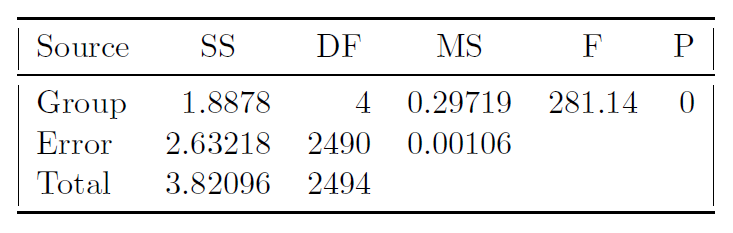 Source SS DF MS F P
Group 1.8878 4 0.29719 281.14 0
Error 2.63218 2490 0.00106
Total 3.82096 2494